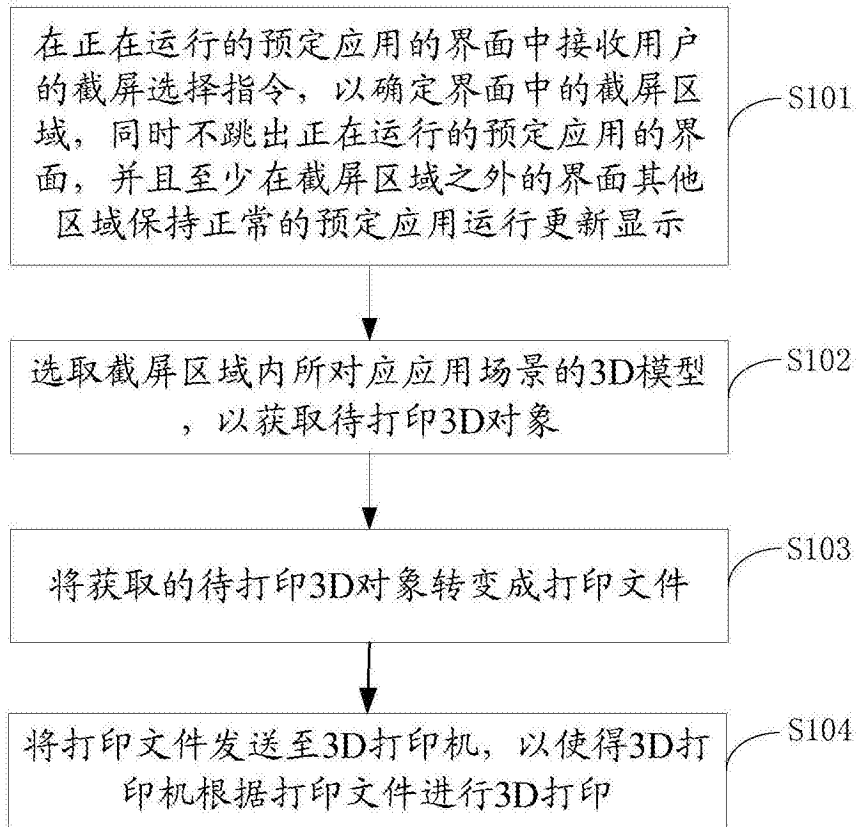 在正在运行的预定应用的界面中接收用户
的截屏选择指令，以确定界面中的截屏区
域，同时不跳出正在运行的预定应用的界
面，并且至少在截屏区域之外的界面其他
区域保持正常的预定应用运行更新显示
S101
选取截屏区域内所对应应用场景的3D模型
，以获取待打印3D对象
S102
将获取的待打印3D对象转变成打印文件
S103
将打印文件发送至3D打印机，以使得3D打
印机根据打印文件进行3D打印
S104